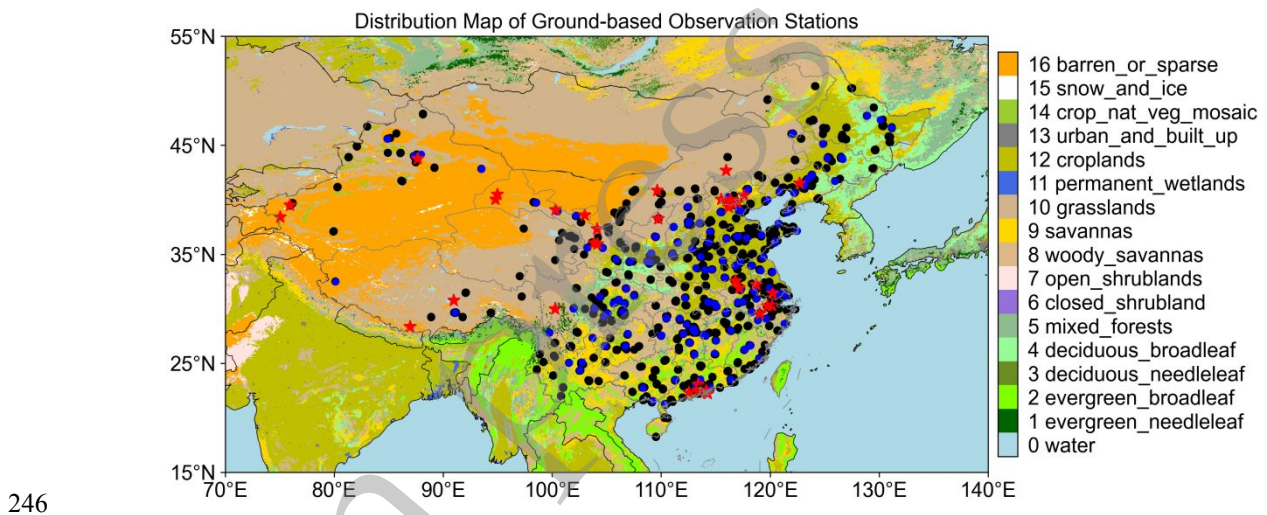 Distribution Map of Ground-based Observation Stations
55°N
45°N
35°N
25°N
15°N
70°E 80°E 90°E 100°E 110°E 120°E 130°E 140°E
16 barren_or_sparse
15 snow_and_ice
14 crop_nat_veg_mosaic
13 urban_and_built_up
12 croplands
11 permanent_wetlands
10 grasslands
9 savannas
8 woody_savannas
7 open_shrublands
6 closed_shrubland
5 mixed_forests
4 deciduous_broadleaf
3 deciduous_needleleaf
2 evergreen_broadleaf
1 evergreen_needleleaf
0 water
246